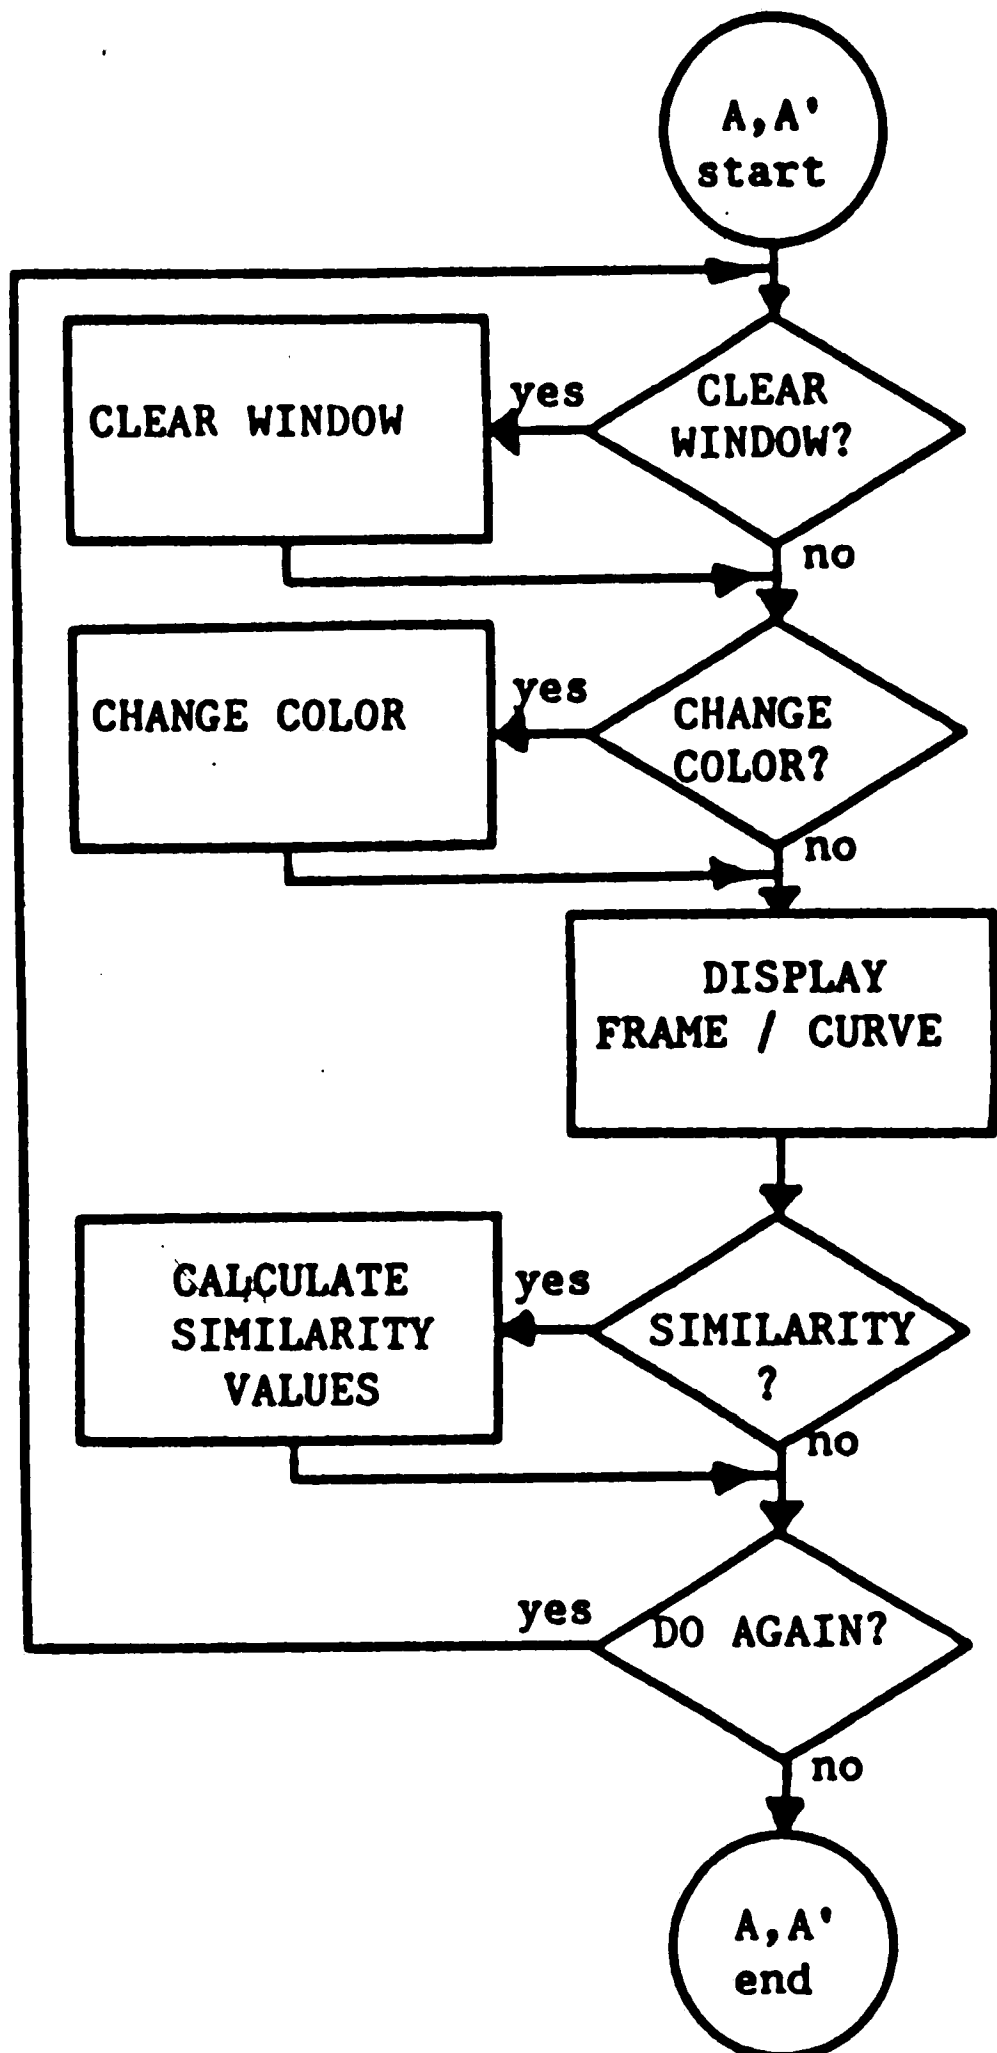 A,A'
start
yes
CLEAR
WINDOW?
CLEAR WINDOW
no
yes
CHANGE
COLOR?
CHANGE COLOR
no
DISPLAY
FRAME / CURVE
yes
SIMILARITY
?
CALCULATE
SIMILARITY
VALUES
no
yes
DO AGAIN?
no
A,A'
end